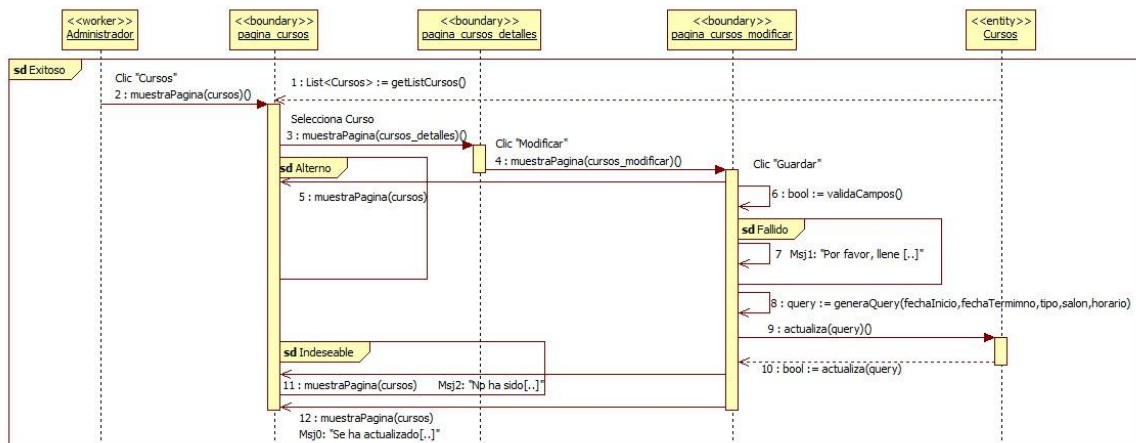 <<worker>>
Administrador
<<boundary>>
pagina_cursos
<<boundary>>
pagina_cursos_detalles
<<boundary>>
pagina_cursos_modificar
<<entity>>
Cursos
sd Exitoso
Clic "Cursos"
1 : List<Cursos> := getListCursos()
2 : muestraPagina(cursos)()
Selecciona Curso
3 : muestraPagina(cursos_detalles)()
Clic "Modificar"
4 : muestraPagina(cursos_modificar)()
Clic "Guardar"
sd Alterno
5 : muestraPagina(cursos)
6 : bool := validaCampos()
sd Fallido
7 Msj1: "Por favor, llene [..]"
8 : query := generaQuery(fechaInicio,fechaTermimno,tipo,salon,horario)
9 : actualiza(query)()
sd Indeseable
10 : bool := actualiza(query)
11 : muestraPagina(cursos) Msj2: "No ha sido[..]"
12 : muestraPagina(cursos)
Msj0: "Se ha actualizado[..]"